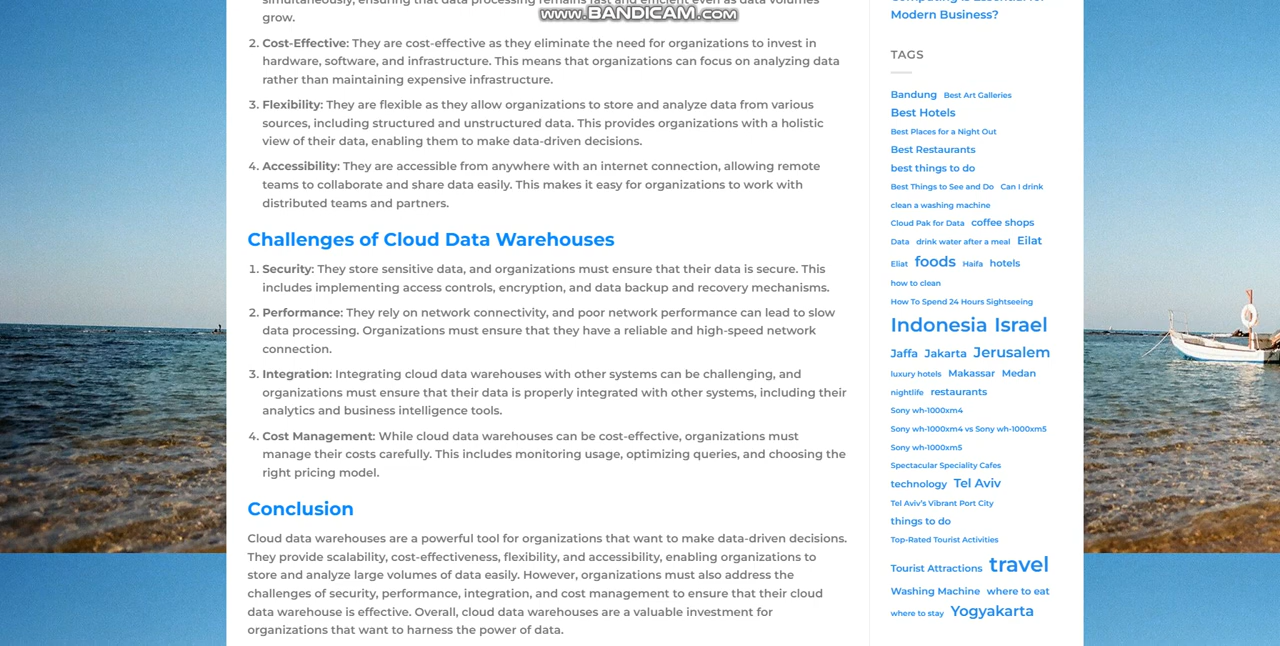 simultaneously, ensuring that data processing remains fast and efficient even as data volumes
grow.
www.BANDICAM.com
2. Cost-Effective: They are cost-effective as they eliminate the need for organizations to invest in
hardware, software, and infrastructure. This means that organizations can focus on analyzing data
rather than maintaining expensive infrastructure.
3. Flexibility: They are flexible as they allow organizations to store and analyze data from various
sources, including structured and unstructured data. This provides organizations with a holistic
view of their data, enabling them to make data-driven decisions.
4. Accessibility: They are accessible from anywhere with an internet connection, allowing remote
teams to collaborate and share data easily. This makes it easy for organizations to work with
distributed teams and partners.
Challenges of Cloud Data Warehouses
1. Security: They store sensitive data, and organizations must ensure that their data is secure. This
includes implementing access controls, encryption, and data backup and recovery mechanisms.
2. Performance: They rely on network connectivity, and poor network performance can lead to slow
data processing. Organizations must ensure that they have a reliable and high-speed network
connection.
3. Integration: Integrating cloud data warehouses with other systems can be challenging, and
organizations must ensure that their data is properly integrated with other systems, including their
analytics and business intelligence tools.
4. Cost Management: While cloud data warehouses can be cost-effective, organizations must
manage their costs carefully. This includes monitoring usage, optimizing queries, and choosing the
right pricing model.
Conclusion
Cloud data warehouses are a powerful tool for organizations that want to make data-driven decisions.
They provide scalability, cost-effectiveness, flexibility, and accessibility, enabling organizations to
store and analyze large volumes of data easily. However, organizations must also address the
challenges of security, performance, integration, and cost management to ensure that their cloud
data warehouse is effective. Overall, cloud data warehouses are a valuable investment for
organizations that want to harness the power of data.
Computing is Essential for
Modern Business?
TAGS
Bandung Best Art Galleries
Best Hotels
Best Places for a Night Out
Best Restaurants
best things to do
Best Things to See and Do Can I drink
clean a washing machine
Cloud Pak for Data coffee shops
Data drink water after a meal Eilat
Eliat foods Haifa hotels
how to clean
How To Spend 24 Hours Sightseeing
Indonesia Israel
Jaffa Jakarta Jerusalem
luxury hotels Makassar Medan
nightlife restaurants
Sony wh-1000xm4
Sony wh-1000xm4 vs Sony wh-1000xm5
Sony wh-1000xm5
Spectacular Speciality Cafes
technology Tel Aviv
Tel Aviv's Vibrant Port City
things to do
Top-Rated Tourist Activities
Tourist Attractions travel
Washing Machine where to eat
where to stay Yogyakarta